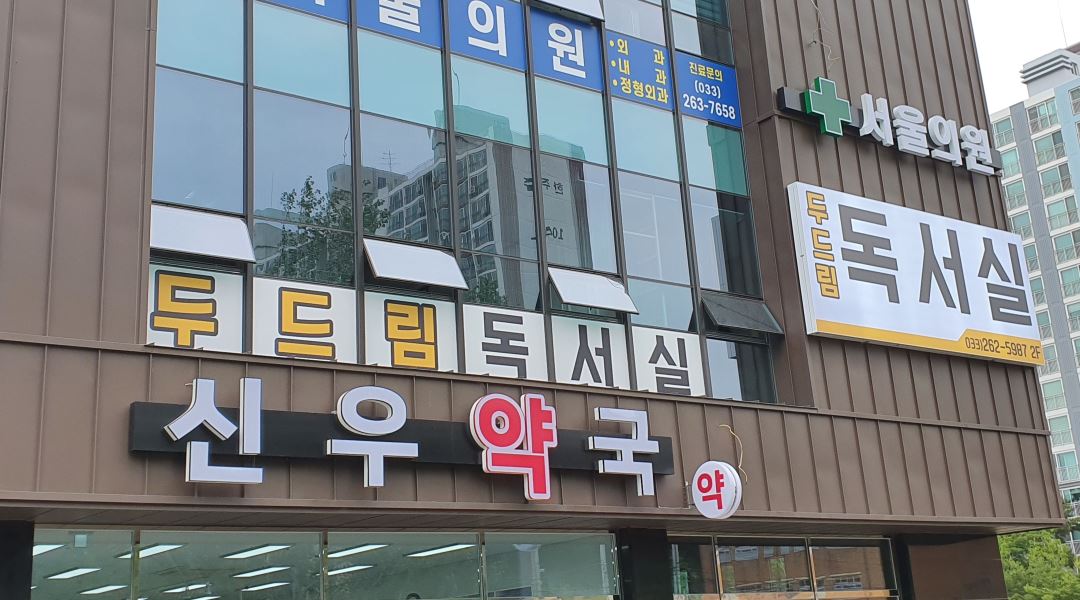 울의원
•외 과
•내 과
•정형외과
진료문의
(033)
263-7658
서울의원
두드림
독서실
033)262-5987 2F
두드림독서실
신우약국
약